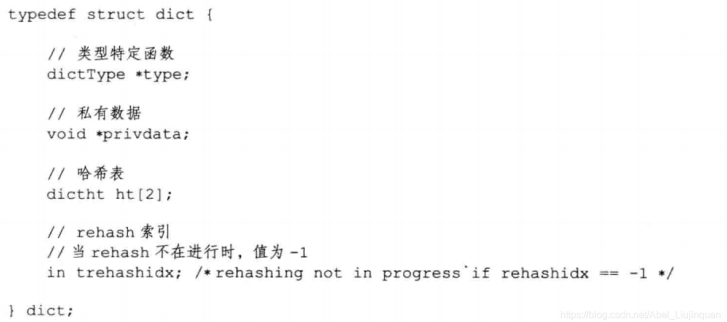 typedef struct dict {
// 类型特定函数
dictType *type;
// 私有数据
void *privdata;
// 哈希表
dictht ht[2];
// rehash 索引
// 当 rehash 不在进行时，值为 -1
in trehashidx; /* rehashing not in progress if rehashidx == -1 */
} dict;
https://blog.csdn.net/Abel_Liujinquan